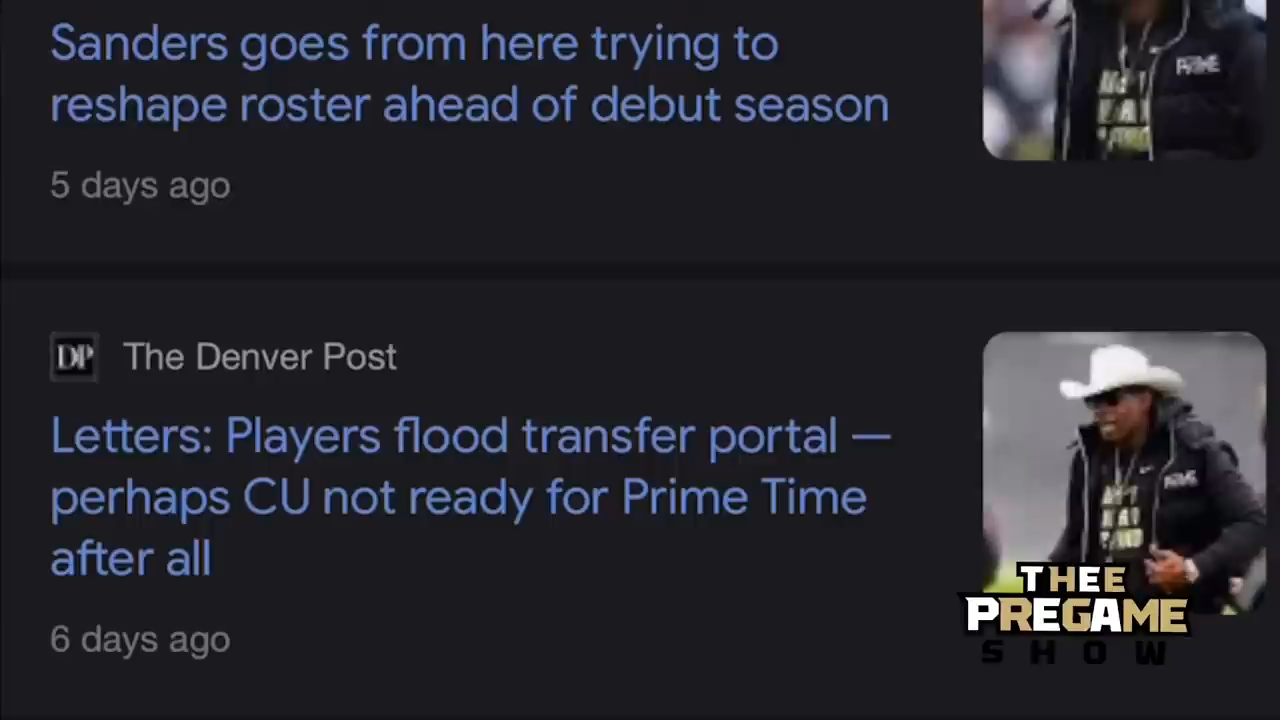 Sanders goes from here trying to
reshape roster ahead of debut season
5 days ago
PRIME
DP The Denver Post
Letters: Players flood transfer portal —
perhaps CU not ready for Prime Time
after all
6 days ago
PRIME
THEE
PREGAME
SHOW